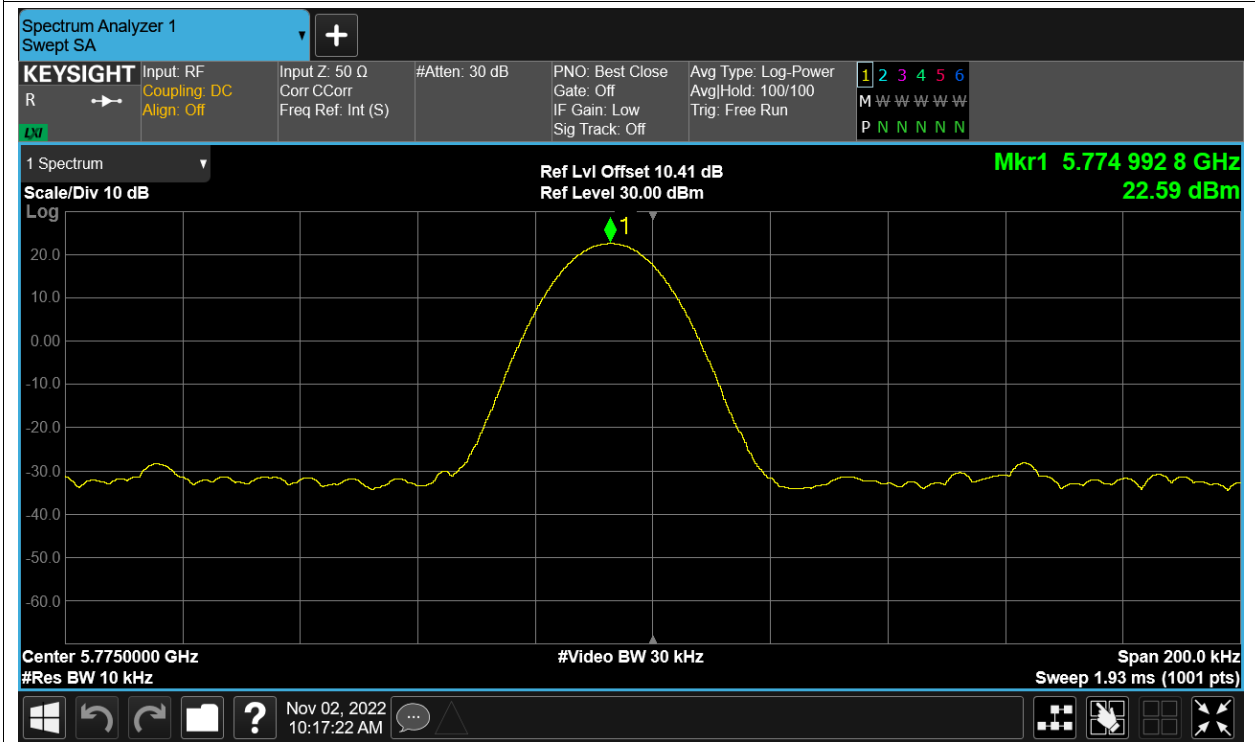 Spectrum Analyzer 1
Swept SA
+
KEYSIGHT
R
LXI
Input: RF
Coupling: DC
Align: Off
Input Z: 50 Ω
Corr CCorr
Freq Ref: Int (S)
#Atten: 30 dB
PNO: Best Close
Gate: Off
IF Gain: Low
Sig Track: Off
Avg Type: Log-Power
Avg|Hold: 100/100
Trig: Free Run
1 2 3 4 5 6
M W W W W W
P N N N N N
1 Spectrum
Scale/Div 10 dB
Log
Ref Lvl Offset 10.41 dB
Ref Level 30.00 dBm
Mkr1 5.774 992 8 GHz
22.59 dBm
1
20.0
10.0
0.00
-10.0
-20.0
-30.0
-40.0
-50.0
-60.0
Center 5.7750000 GHz
#Video BW 30 kHz
Span 200.0 kHz
#Res BW 10 kHz
Sweep 1.93 ms (1001 pts)
?
Nov 02, 2022
10:17:22 AM